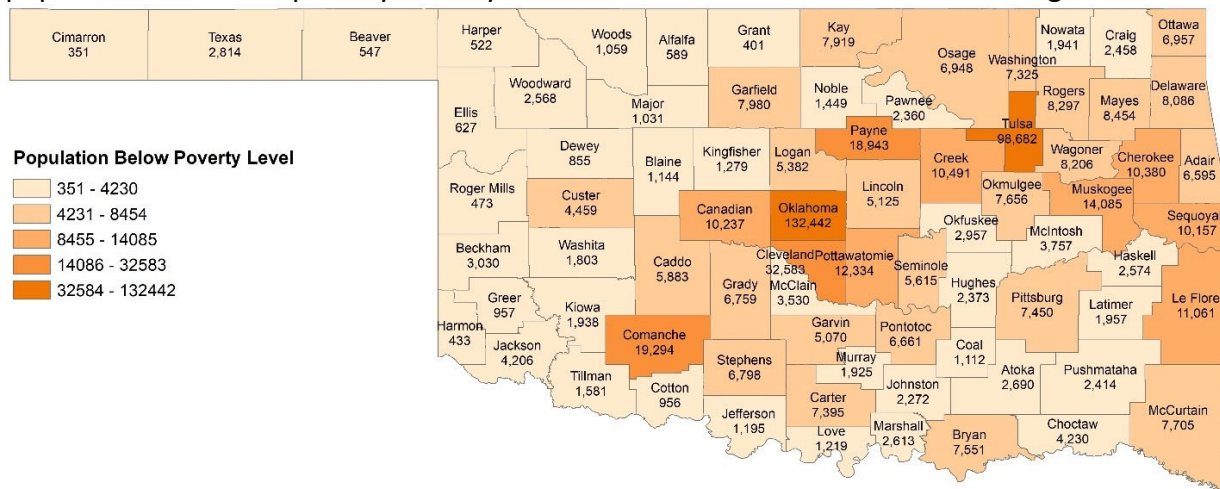 Cimarron
351
Texas
2,814
Beaver
547
Harper
522
Woods
1,059
Alfalfa
589
Grant
401
Kay
7,919
Osage
6,948
Washington
7,325
Nowata
1,941
Craig
2,458
Ottawa
6,957
Ellis
627
Woodward
2,568
Major
1,031
Garfield
7,980
Noble
1,449
Pawnee
2,360
Tulsa
98,682
Rogers
8,297
Mayes
8,454
Delaware
8,086
Population Below Poverty Level
351 - 4230
4231 - 8454
8455 - 14085
14086 - 32583
32584 - 132442
Roger Mills
473
Dewey
855
Custer
4,459
Blaine
1,144
Kingfisher
1,279
Logan
5,382
Payne
18,943
Creek
10,491
Wagoner
8,206
Cherokee
10,380
Adair
6,595
Canadian
10,237
Oklahoma
132,442
Lincoln
5,125
Okmulgee
7,656
Muskogee
14,085
Okfuskee
2,957
McIntosh
3,757
Sequoya
10,157
Beckham
3,030
Washita
1,803
Caddo
5,883
Grady
6,759
Cleveland
32,583
McClain
3,530
Pottawatomie
12,334
Seminole
5,615
Hughes
2,373
Pittsburg
7,450
Haskell
2,574
Latimer
1,957
Le Flore
11,061
Greer
957
Harmon
433
Jackson
4,206
Kiowa
1,938
Comanche
19,294
Tillman
1,581
Cotton
956
Stephens
6,798
Garvin
5,070
Murray
1,925
Pontotoc
6,661
Coal
1,112
Atoka
2,690
Pushmataha
2,414
McCurtain
7,705
Jefferson
1,195
Carter
7,395
Love
1,219
Johnston
2,272
Marshall
2,613
Bryan
7,551
Choctaw
4,230